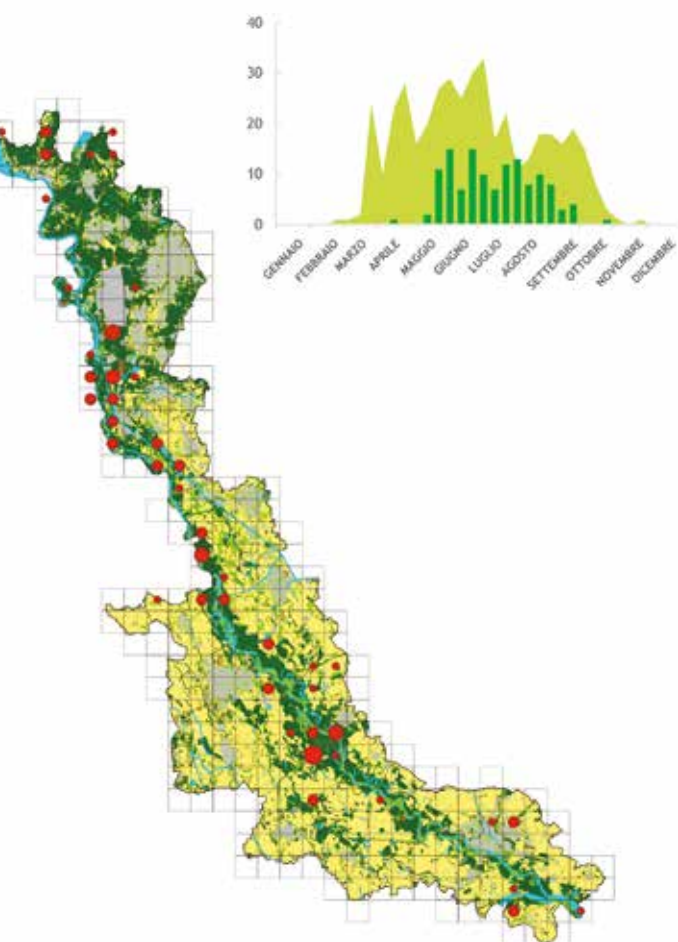 40
30
20
10
0
GENNAIO
FEBBRAIO
MARZO
APRILE
MAGGIO
GIUGNO
LUGLIO
AGOSTO
SETTEMBRE
OTTOBRE
NOVEMBRE
DICEMBRE